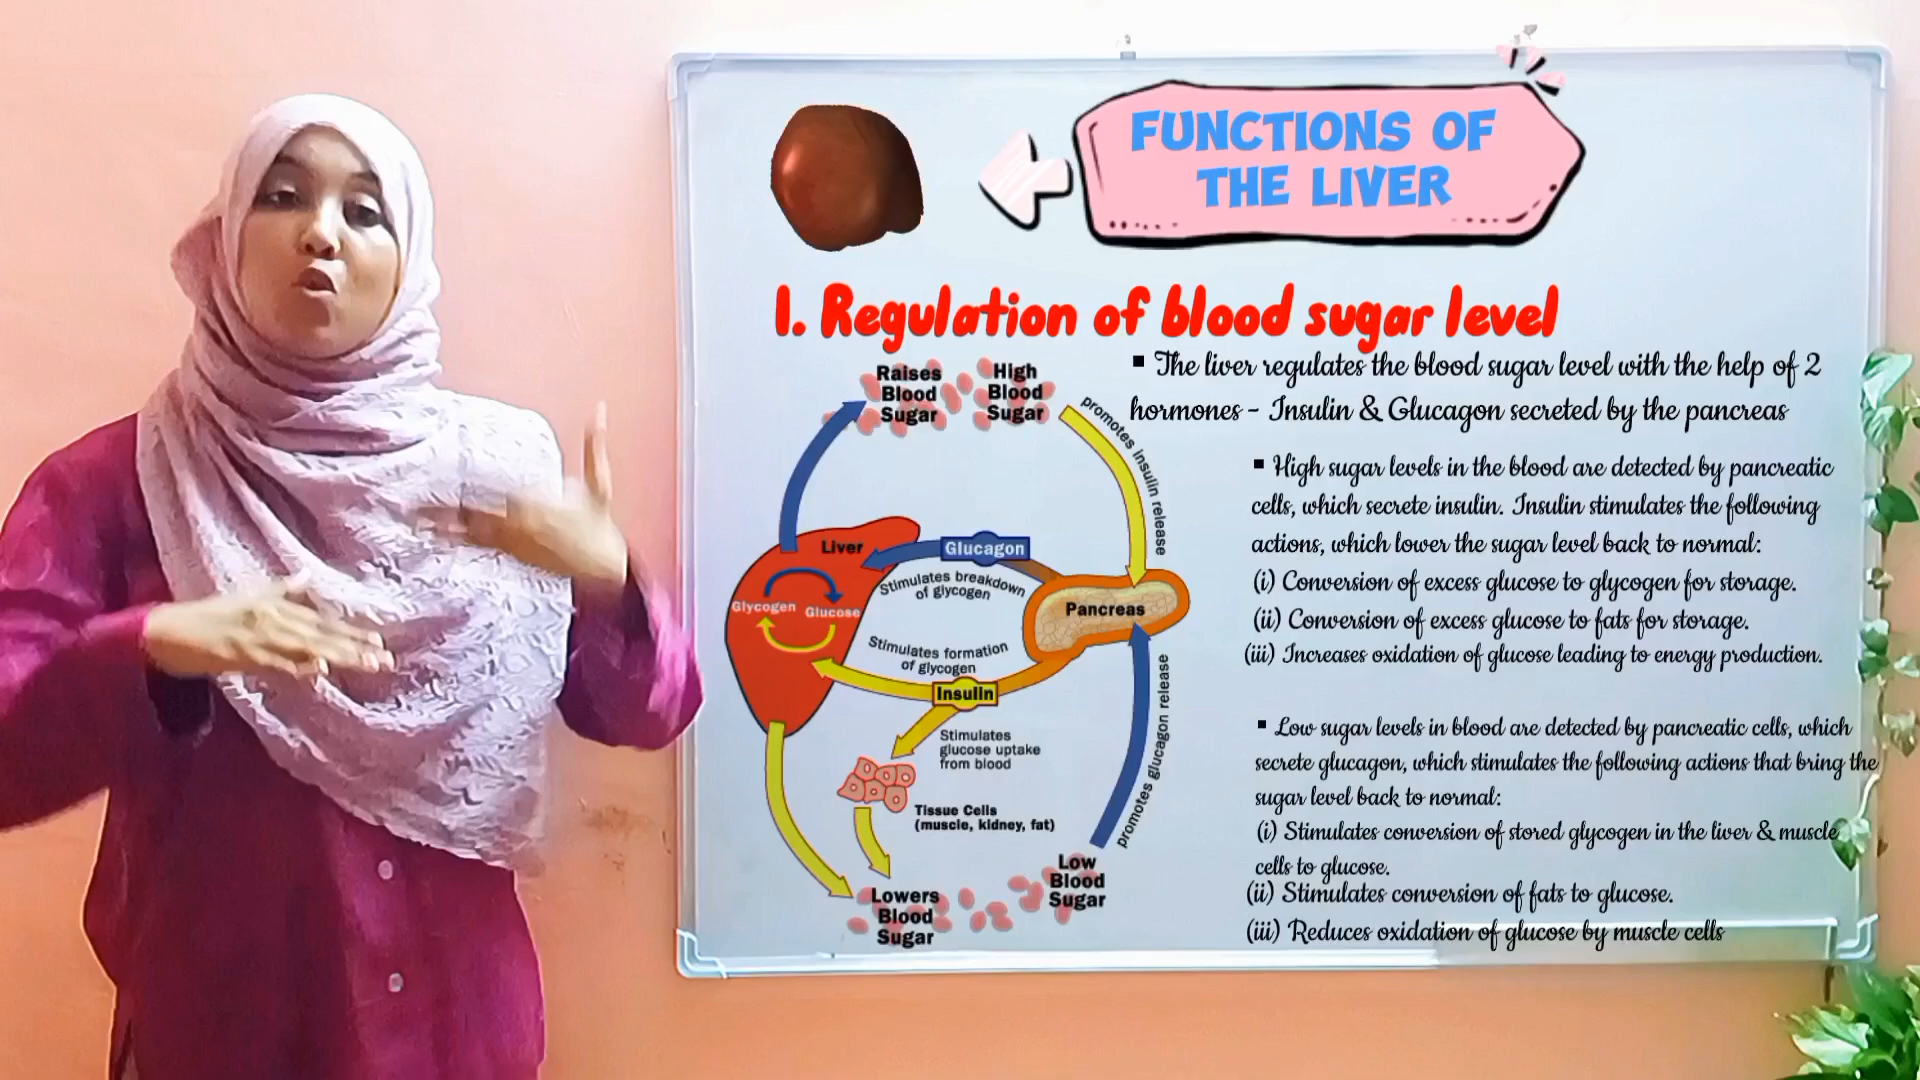 FUNCTIONS OF
THE LIVER
1. Regulation of blood sugar level
▪ The liver regulates the blood sugar level with the help of 2
hormones - Insulin & Glucagon secreted by the pancreas
▪ High sugar levels in the blood are detected by pancreatic
cells, which secrete insulin. Insulin stimulates the following
actions, which lower the sugar level back to normal:
(i) Conversion of excess glucose to glycogen for storage.
(ii) Conversion of excess glucose to fats for storage.
(iii) Increases oxidation of glucose leading to energy production.
▪ Low sugar levels in blood are detected by pancreatic cells, which
secrete glucagon, which stimulates the following actions that bring the
sugar level back to normal:
(i) Stimulates conversion of stored glycogen in the liver & muscle
cells to glucose.
(ii) Stimulates conversion of fats to glucose.
(iii) Reduces oxidation of glucose by muscle cells
Raises
Blood
Sugar
High
Blood
Sugar
promotes insulin release
Liver
Glucagon
Stimulates breakdown
of glycogen
Glycogen
Glucose
Pancreas
Stimulates formation
of glycogen
Insulin
Stimulates
glucose uptake
from blood
Tissue Cells
(muscle, kidney, fat)
promotes glucagon release
Low
Blood
Sugar
Lowers
Blood
Sugar